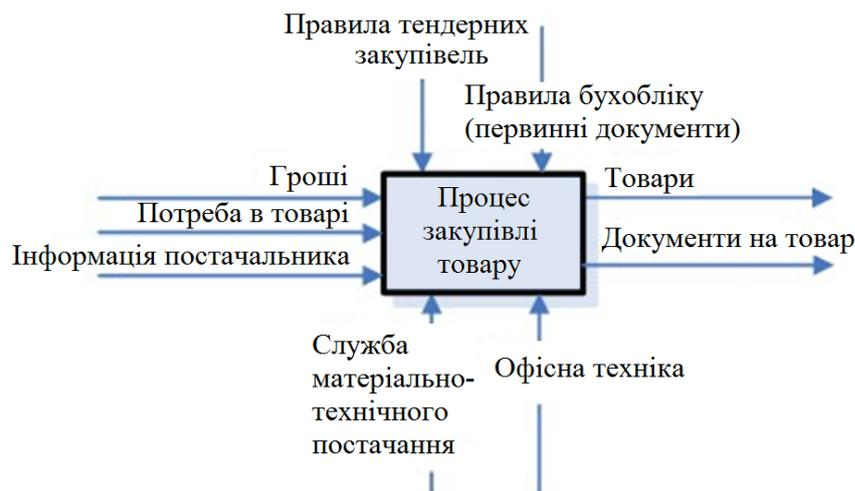 Правила тендерних
закупівель
Правила бухобліку
(первинні документи)
Гроші
Потреба в товарі
Інформація постачальника
Процес
закупівлі
товару
Товари
Документи на товар
Служба
матеріально-
технічного
постачання
Офісна техніка